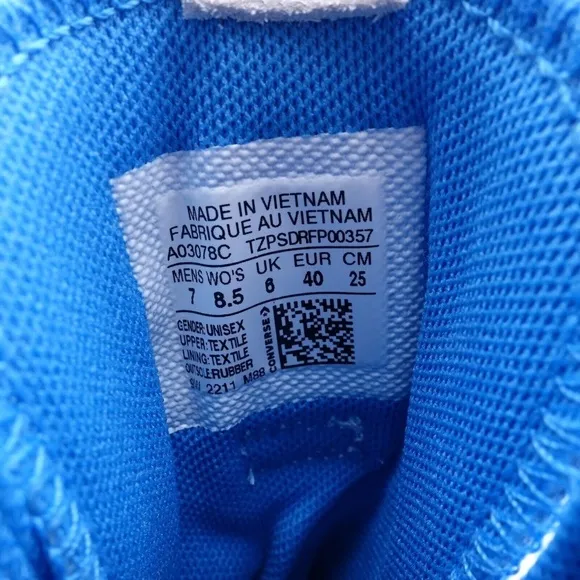 MADE IN VIETNAM
FABRIQUE AU VIETNAM
A03078C TZPSDRFP00357
MENS WO'S UK EUR CM
7 8.5 6 40 25
GENDER:UNISEX
UPPER:TEXTILE
LINING:TEXTILE
OUTSOLE:RUBBER
SW 2211 M88
CONVERSE